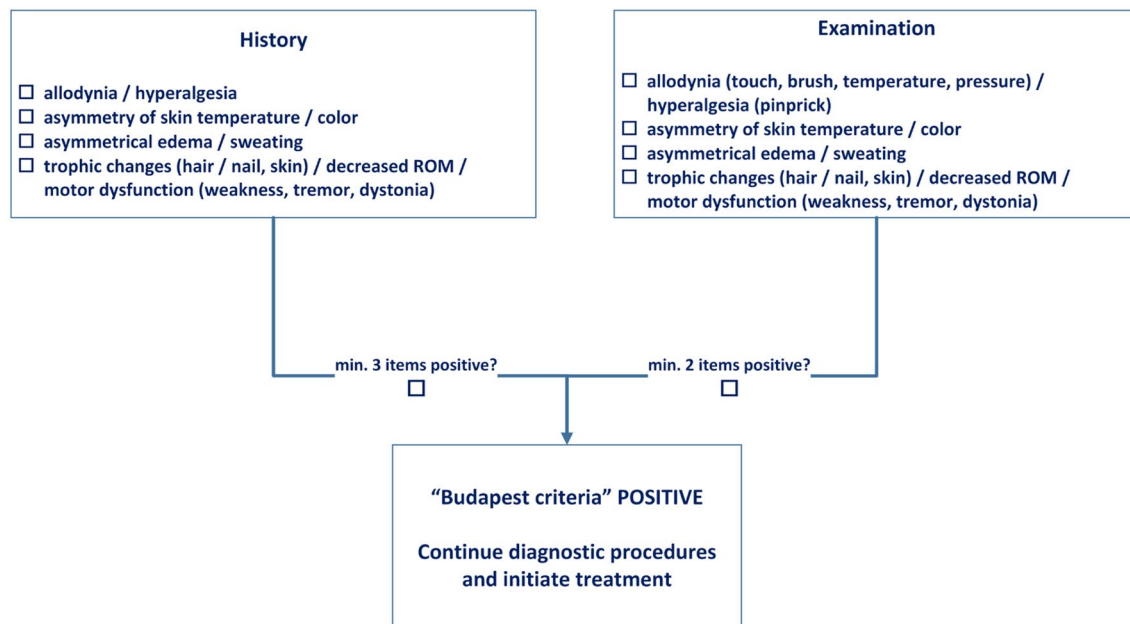 History
☐ allodynia / hyperalgesia
☐ asymmetry of skin temperature / color
☐ asymmetrical edema / sweating
☐ trophic changes (hair / nail, skin) / decreased ROM /
motor dysfunction (weakness, tremor, dystonia)
Examination
☐ allodynia (touch, brush, temperature, pressure) /
hyperalgesia (pinprick)
☐ asymmetry of skin temperature / color
☐ asymmetrical edema / sweating
☐ trophic changes (hair / nail, skin) / decreased ROM /
motor dysfunction (weakness, tremor, dystonia)
min. 3 items positive?
☐
min. 2 items positive?
☐
“Budapest criteria” POSITIVE
Continue diagnostic procedures
and initiate treatment